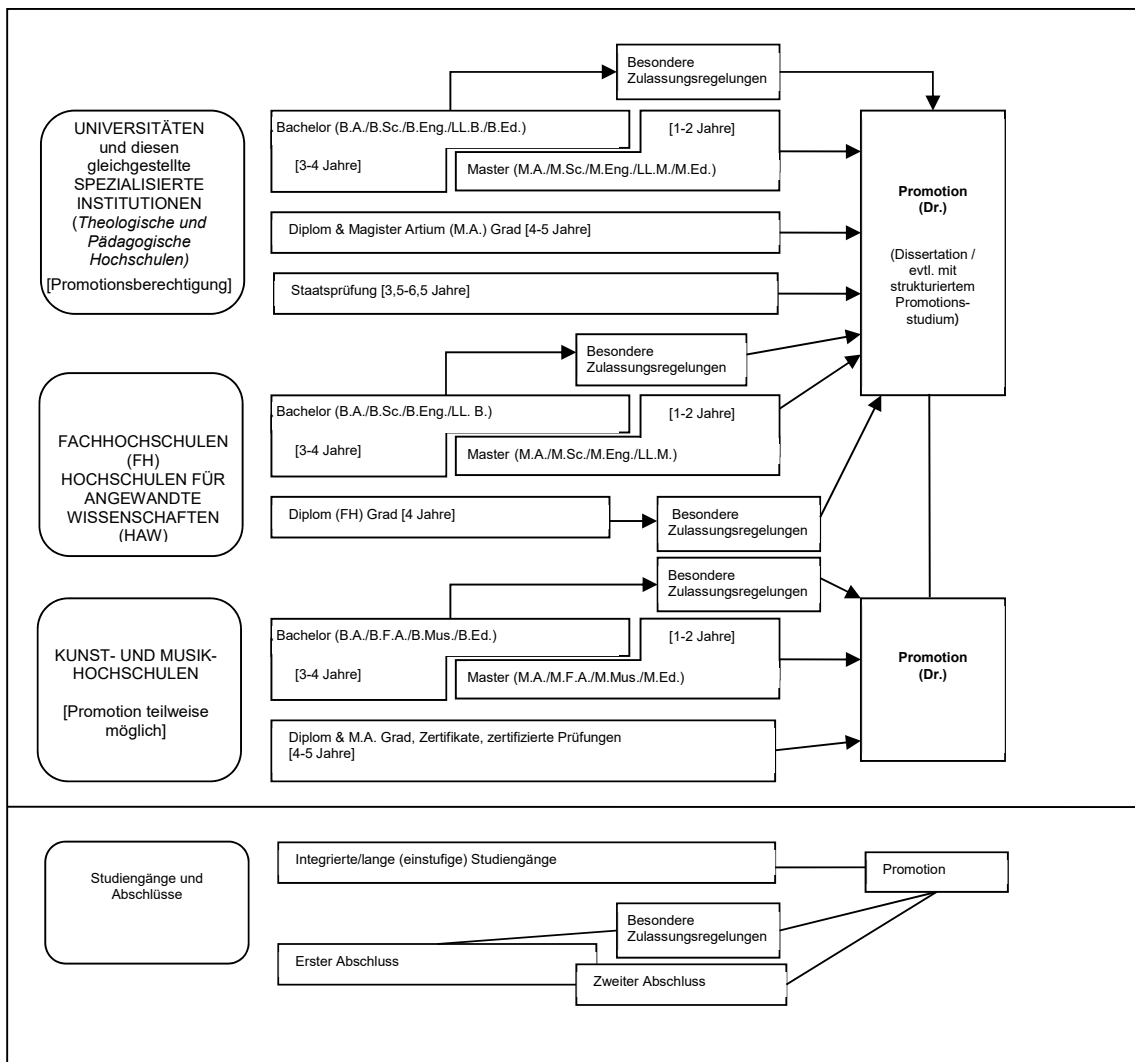 Besondere
Zulassungsregelungen
UNIVERSITÄTEN
und diesen
gleichgestellte
SPEZIALISIERTE
INSTITUTIONEN
(Theologische und
Pädagogische
Hochschulen)
[Promotionsberechtigung]
Bachelor (B.A./B.Sc./B.Eng./LL.B./B.Ed.)
[1-2 Jahre]
[3-4 Jahre]
Master (M.A./M.Sc./M.Eng./LL.M./M.Ed.)
Diplom & Magister Artium (M.A.) Grad [4-5 Jahre]
Staatsprüfung [3,5-6,5 Jahre]
Promotion
(Dr.)
(Dissertation /
evtl. mit
strukturiertem
Promotions-
studium)
Besondere
Zulassungsregelungen
FACHHOCHSCHULEN
(FH)
HOCHSCHULEN FÜR
ANGEWANDTE
WISSENSCHAFTEN
(HAW)
Bachelor (B.A./B.Sc./B.Eng./LL. B.)
[1-2 Jahre]
[3-4 Jahre]
Master (M.A./M.Sc./M.Eng./LL.M.)
Diplom (FH) Grad [4 Jahre]
Besondere
Zulassungsregelungen
Besondere
Zulassungsregelungen
KUNST- UND MUSIK-
HOCHSCHULEN
[Promotion teilweise
möglich]
Bachelor (B.A./B.F.A./B.Mus./B.Ed.)
[1-2 Jahre]
[3-4 Jahre]
Master (M.A./M.F.A./M.Mus./M.Ed.)
Diplom & M.A. Grad, Zertifikate, zertifizierte Prüfungen
[4-5 Jahre]
Promotion
(Dr.)
Studiengänge und
Abschlüsse
Integrierte/lange (einstufige) Studiengänge
Promotion
Besondere
Zulassungsregelungen
Erster Abschluss
Zweiter Abschluss